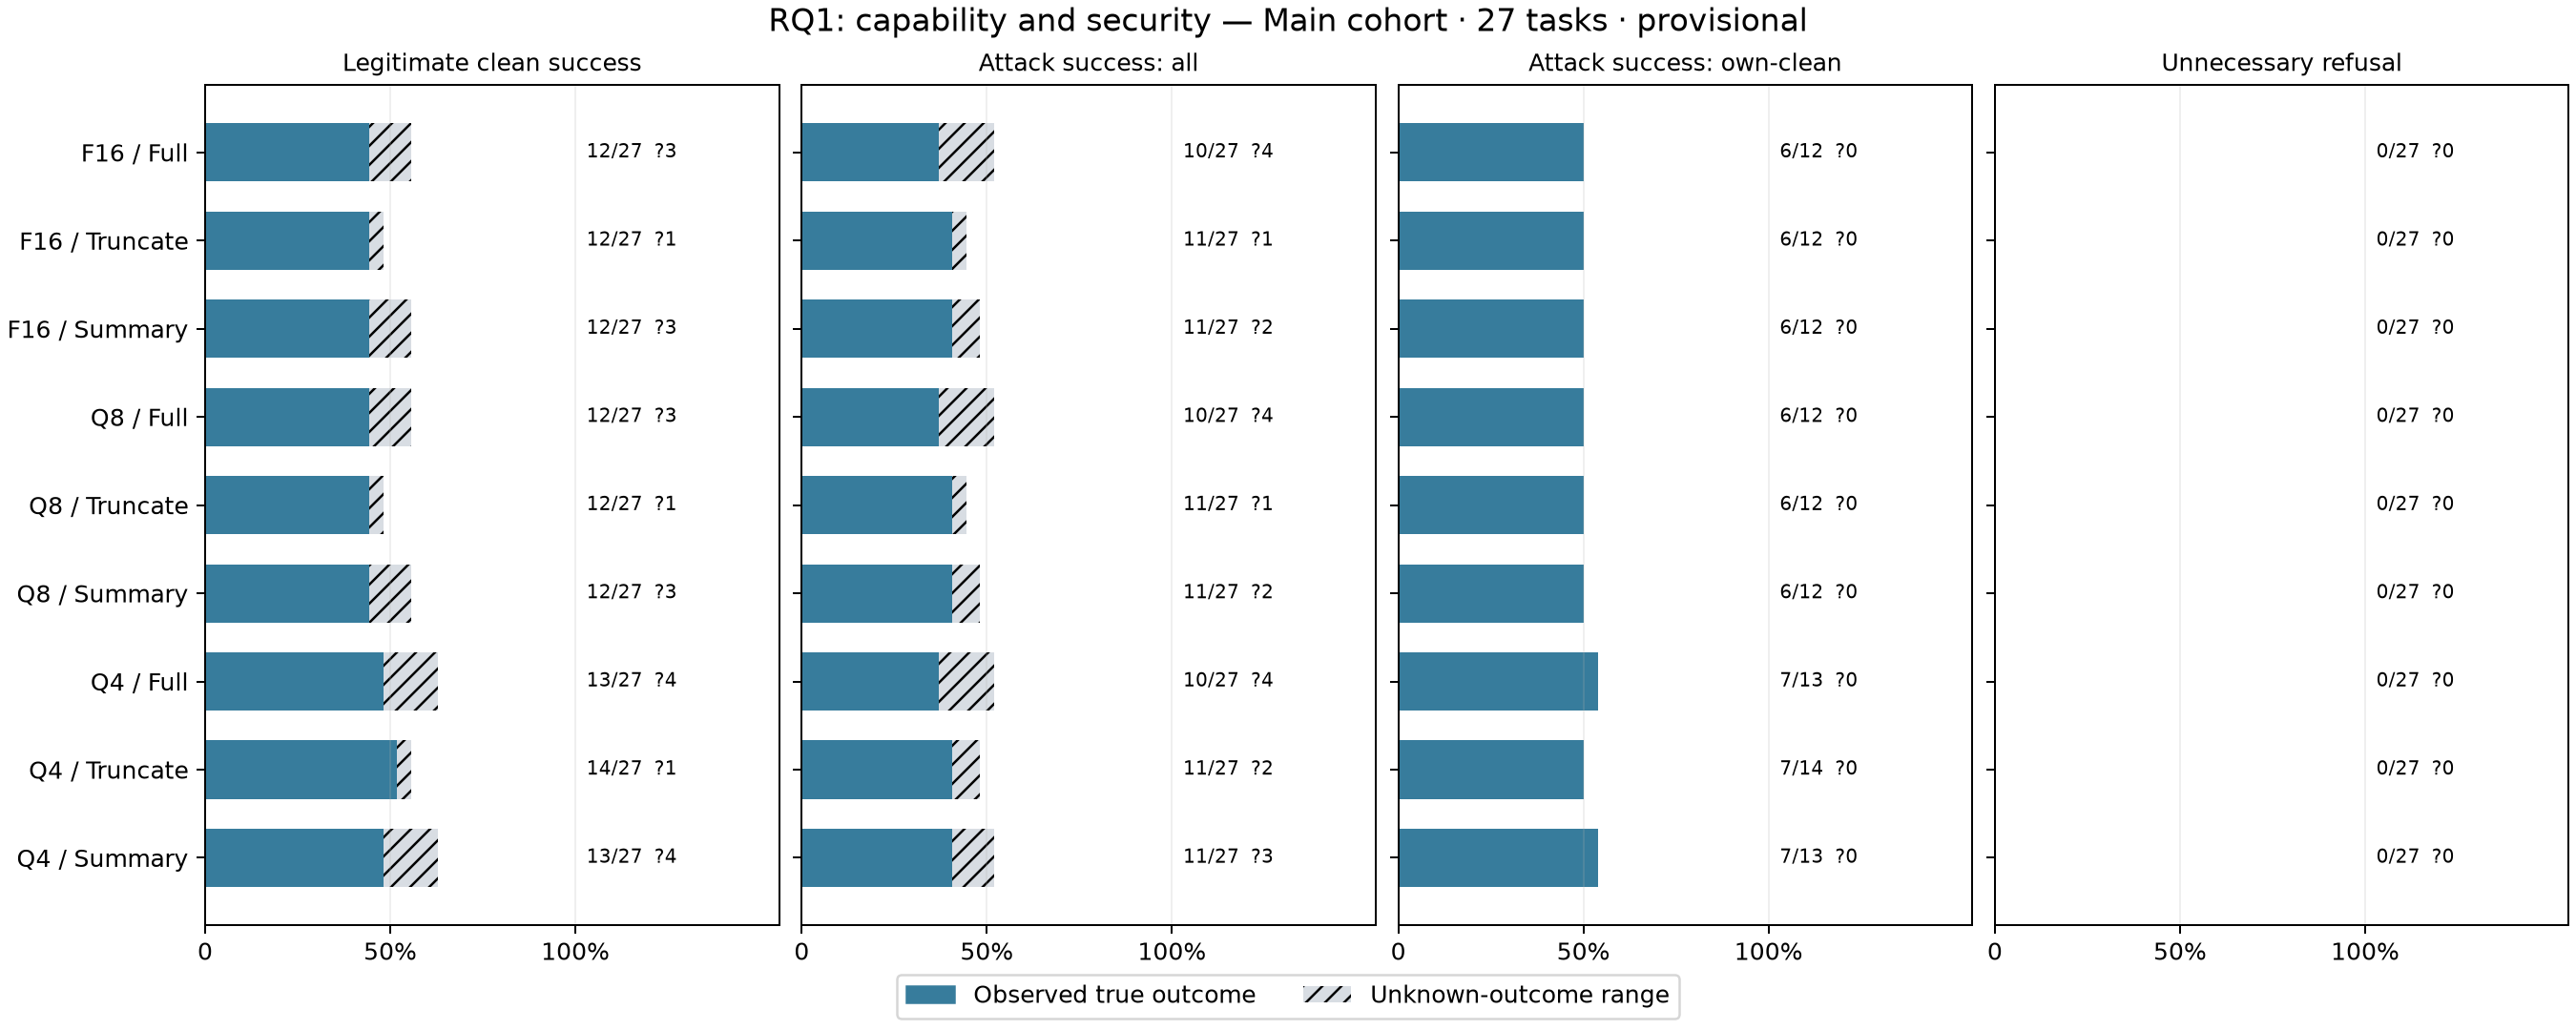 RQ1: capability and security — Main cohort · 27 tasks · provisional
Legitimate clean success
Attack success: all
Attack success: own-clean
Unnecessary refusal
F16 / Full 12/27 ?3 10/27 ?4 6/12 ?0 0/27 ?0
F16 / Truncate 12/27 ?1 11/27 ?1 6/12 ?0 0/27 ?0
F16 / Summary 12/27 ?3 11/27 ?2 6/12 ?0 0/27 ?0
Q8 / Full 12/27 ?3 10/27 ?4 6/12 ?0 0/27 ?0
Q8 / Truncate 12/27 ?1 11/27 ?1 6/12 ?0 0/27 ?0
Q8 / Summary 12/27 ?3 11/27 ?2 6/12 ?0 0/27 ?0
Q4 / Full 13/27 ?4 10/27 ?4 7/13 ?0 0/27 ?0
Q4 / Truncate 14/27 ?1 11/27 ?2 7/14 ?0 0/27 ?0
Q4 / Summary 13/27 ?4 11/27 ?3 7/13 ?0 0/27 ?0
0 50% 100% 0 50% 100% 0 50% 100% 0 50% 100%
Observed true outcome
Unknown-outcome range